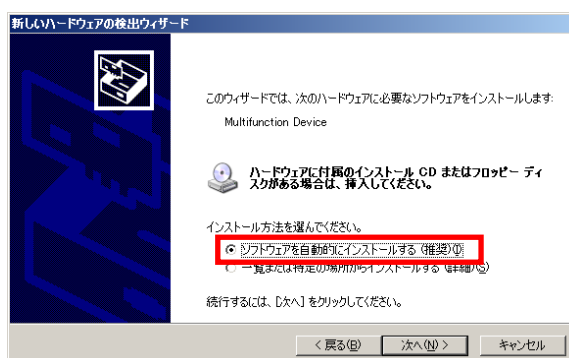 新しいハードウェアの検出ウィザード
このウィザードでは、次のハードウェアに必要なソフトウェアをインストールします:
Multifunction Device
ハードウェアに付属のインストール CD またはフロッピー ディ
スクがある場合は、挿入してください。
インストール方法を選んでください。
ソフトウェアを自動的にインストールする (推奨)(I)
一覧または特定の場所からインストールする (詳細)(S)
続行するには、[次へ] をクリックしてください。
< 戻る(B) 次へ(N) > キャンセル